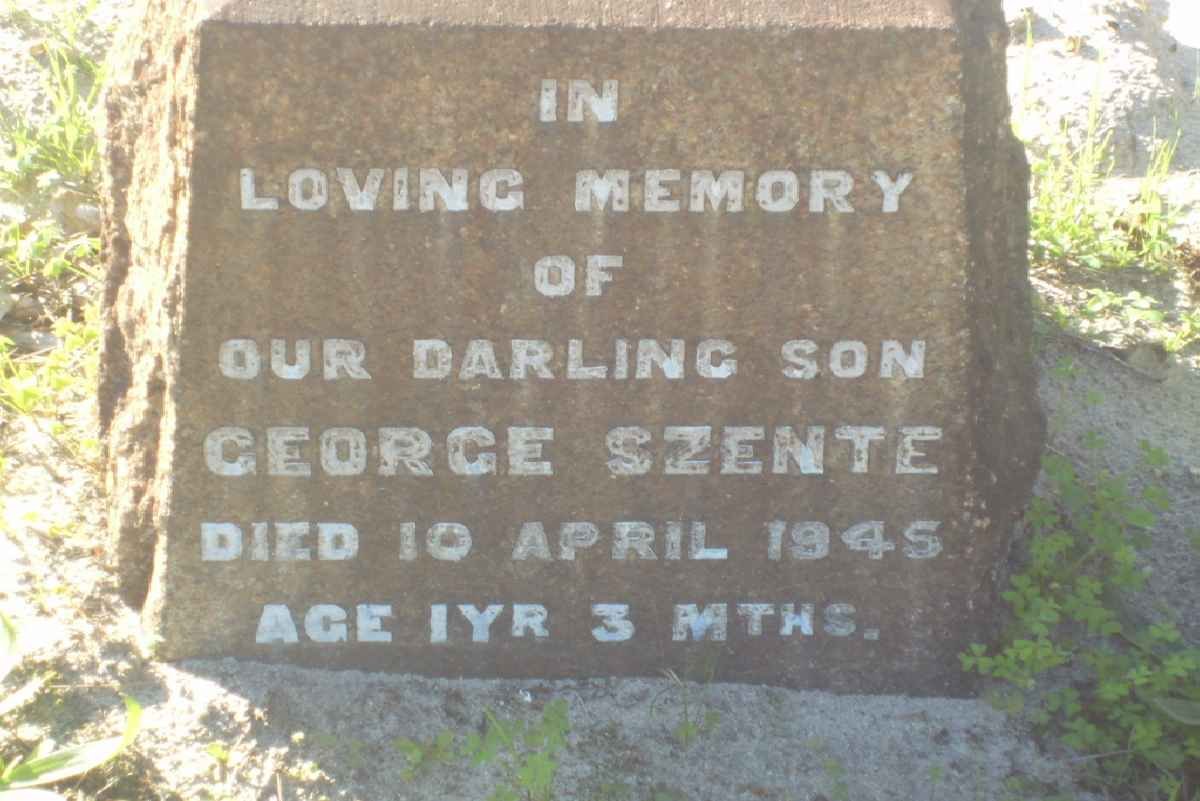 IN
LOVING MEMORY
OF
OUR DARLING SON
GEORGE SZENTE
DIED 10 APRIL 1945
AGE 1YR 3 MTHS.